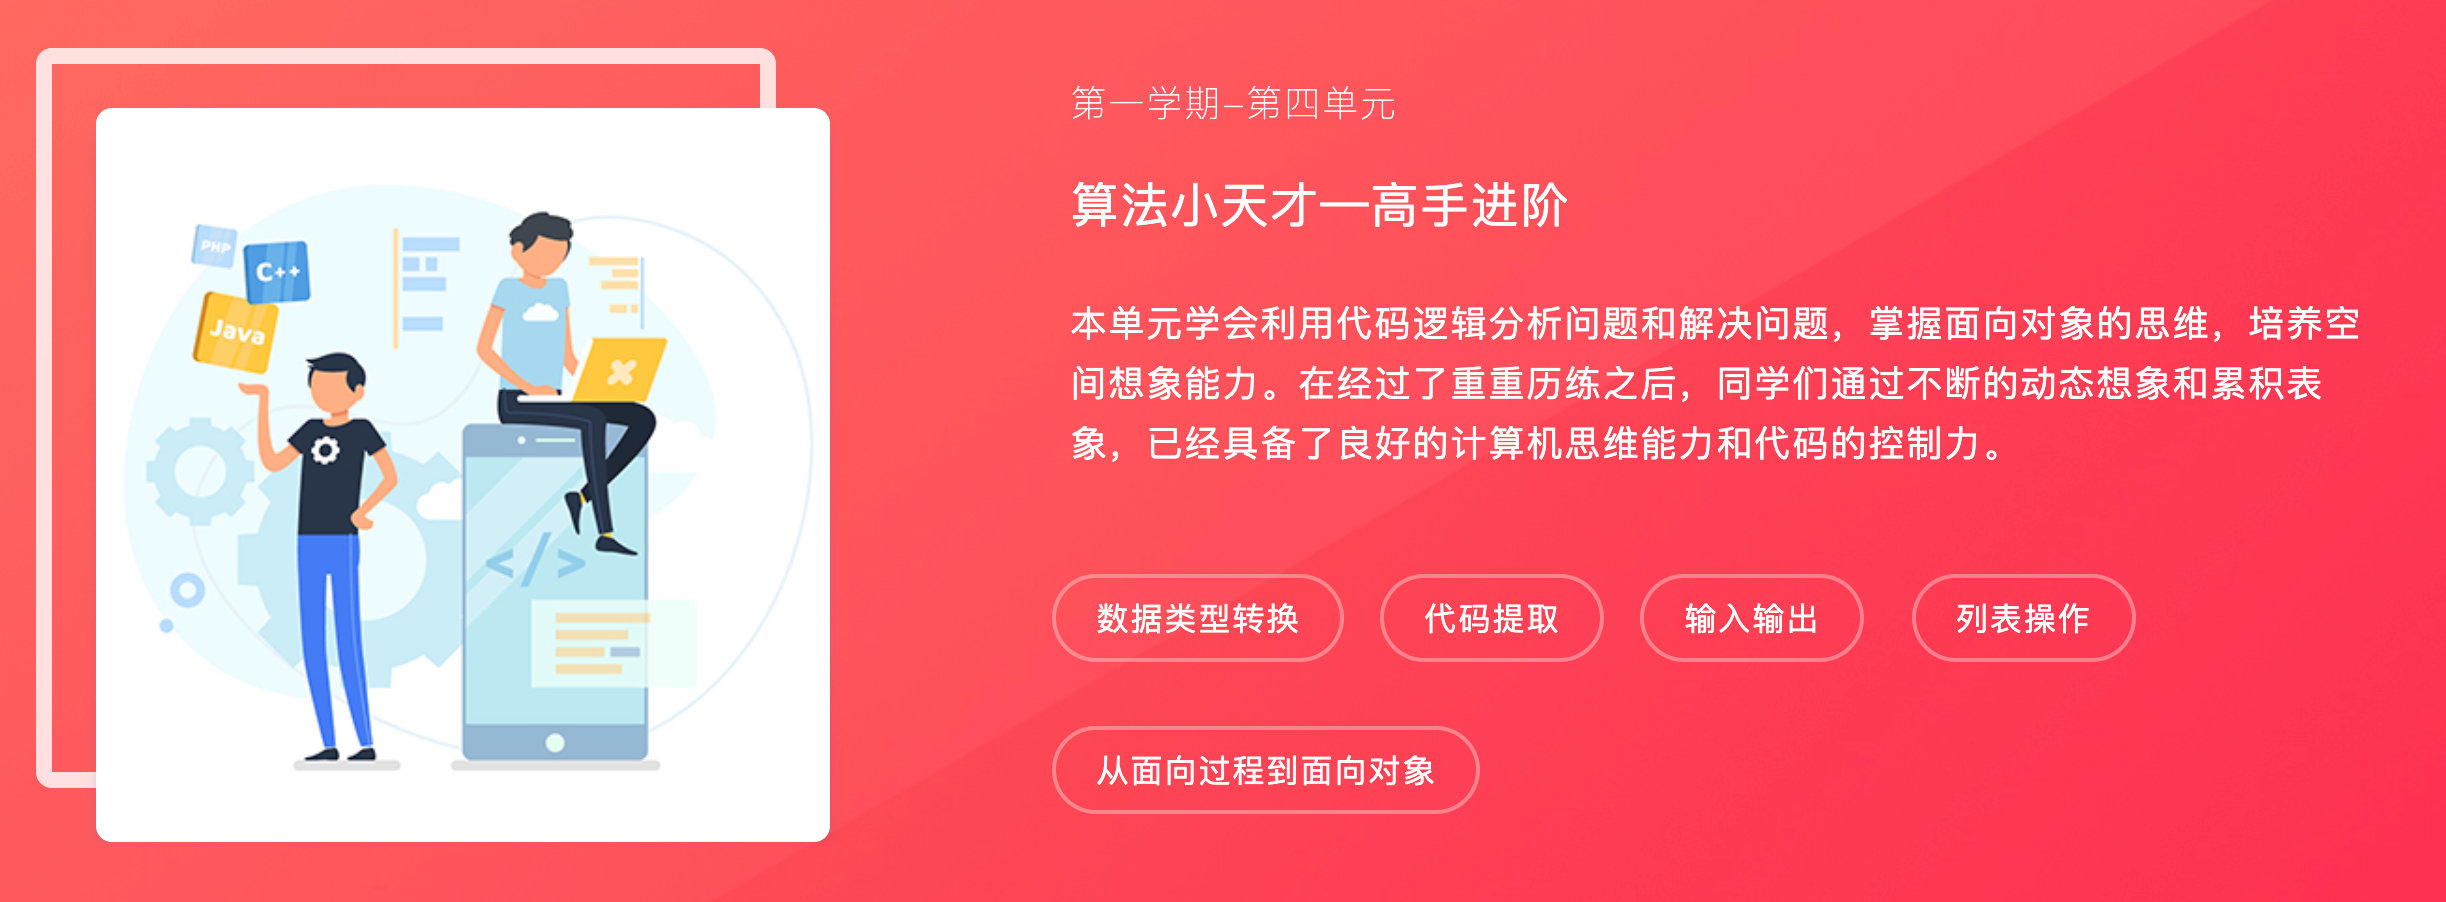 PHP
C++
Java
</>
第一学期-第四单元
算法小天才—高手进阶
本单元学会利用代码逻辑分析问题和解决问题，掌握面向对象的思维，培养空
间想象能力。在经过了重重历练之后，同学们通过不断的动态想象和累积表
象，已经具备了良好的计算机思维能力和代码的控制力。
数据类型转换
代码提取
输入输出
列表操作
从面向过程到面向对象